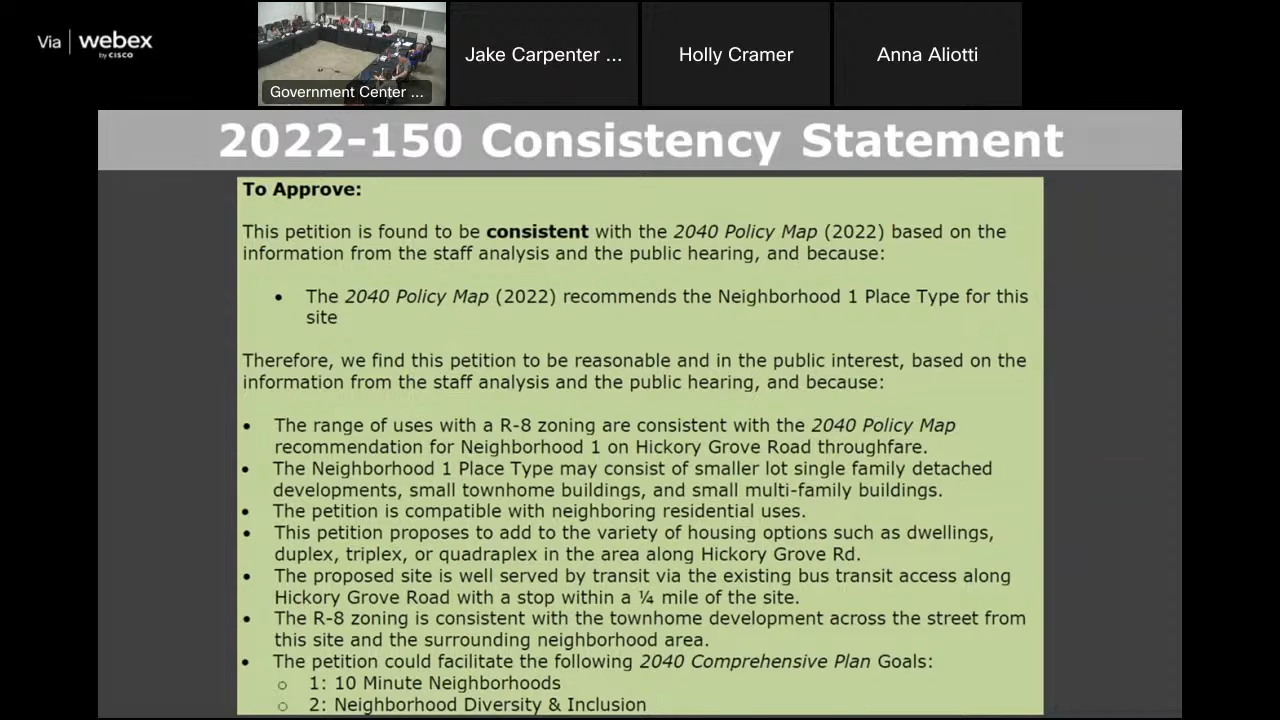 Via | webex
by CISCO
Government Center ...
Jake Carpenter ...
Holly Cramer
Anna Aliotti
2022-150 Consistency Statement
To Approve:
This petition is found to be consistent with the 2040 Policy Map (2022) based on the
information from the staff analysis and the public hearing, and because:
• The 2040 Policy Map (2022) recommends the Neighborhood 1 Place Type for this
site
Therefore, we find this petition to be reasonable and in the public interest, based on the
information from the staff analysis and the public hearing, and because:
• The range of uses with a R-8 zoning are consistent with the 2040 Policy Map
recommendation for Neighborhood 1 on Hickory Grove Road throughfare.
• The Neighborhood 1 Place Type may consist of smaller lot single family detached
developments, small townhome buildings, and small multi-family buildings.
• The petition is compatible with neighboring residential uses.
• This petition proposes to add to the variety of housing options such as dwellings,
duplex, triplex, or quadraplex in the area along Hickory Grove Rd.
• The proposed site is well served by transit via the existing bus transit access along
Hickory Grove Road with a stop within a ¼ mile of the site.
• The R-8 zoning is consistent with the townhome development across the street from
this site and the surrounding neighborhood area.
• The petition could facilitate the following 2040 Comprehensive Plan Goals:
○ 1: 10 Minute Neighborhoods
○ 2: Neighborhood Diversity & Inclusion